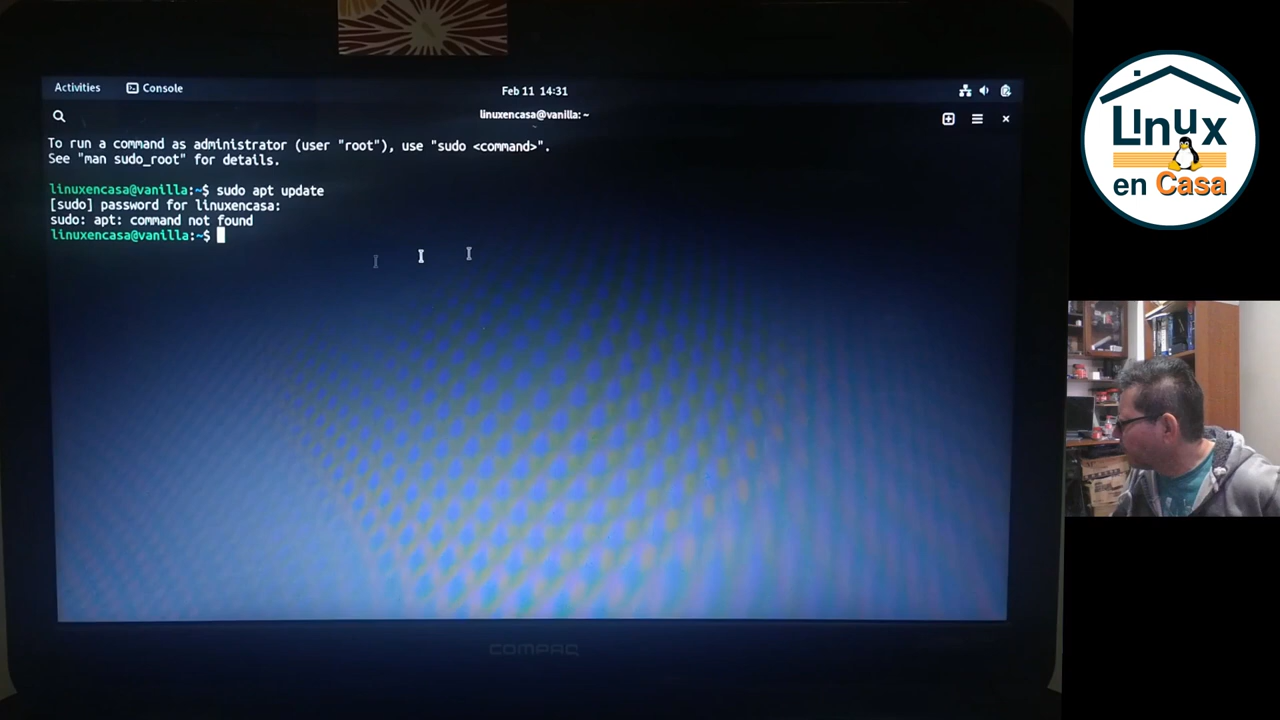 Activities
Console
Feb 11 14:31
linuxencasa@vanilla: ~
To run a command as administrator (user "root"), use "sudo <command>".
See "man sudo_root" for details.
linuxencasa@vanilla:~$ sudo apt update
[sudo] password for linuxencasa:
sudo: apt: command not found
linuxencasa@vanilla:~$
COMPAQ
Linux
en Casa